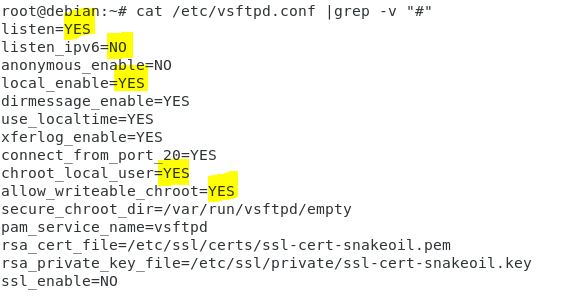 root@debian:~# cat /etc/vsftpd.conf |grep -v "#"
listen=YES
listen_ipv6=NO
anonymous_enable=NO
local_enable=YES
dirmessage_enable=YES
use_localtime=YES
xferlog_enable=YES
connect_from_port_20=YES
chroot_local_user=YES
allow_writeable_chroot=YES
secure_chroot_dir=/var/run/vsftpd/empty
pam_service_name=vsftpd
rsa_cert_file=/etc/ssl/certs/ssl-cert-snakeoil.pem
rsa_private_key_file=/etc/ssl/private/ssl-cert-snakeoil.key
ssl_enable=NO